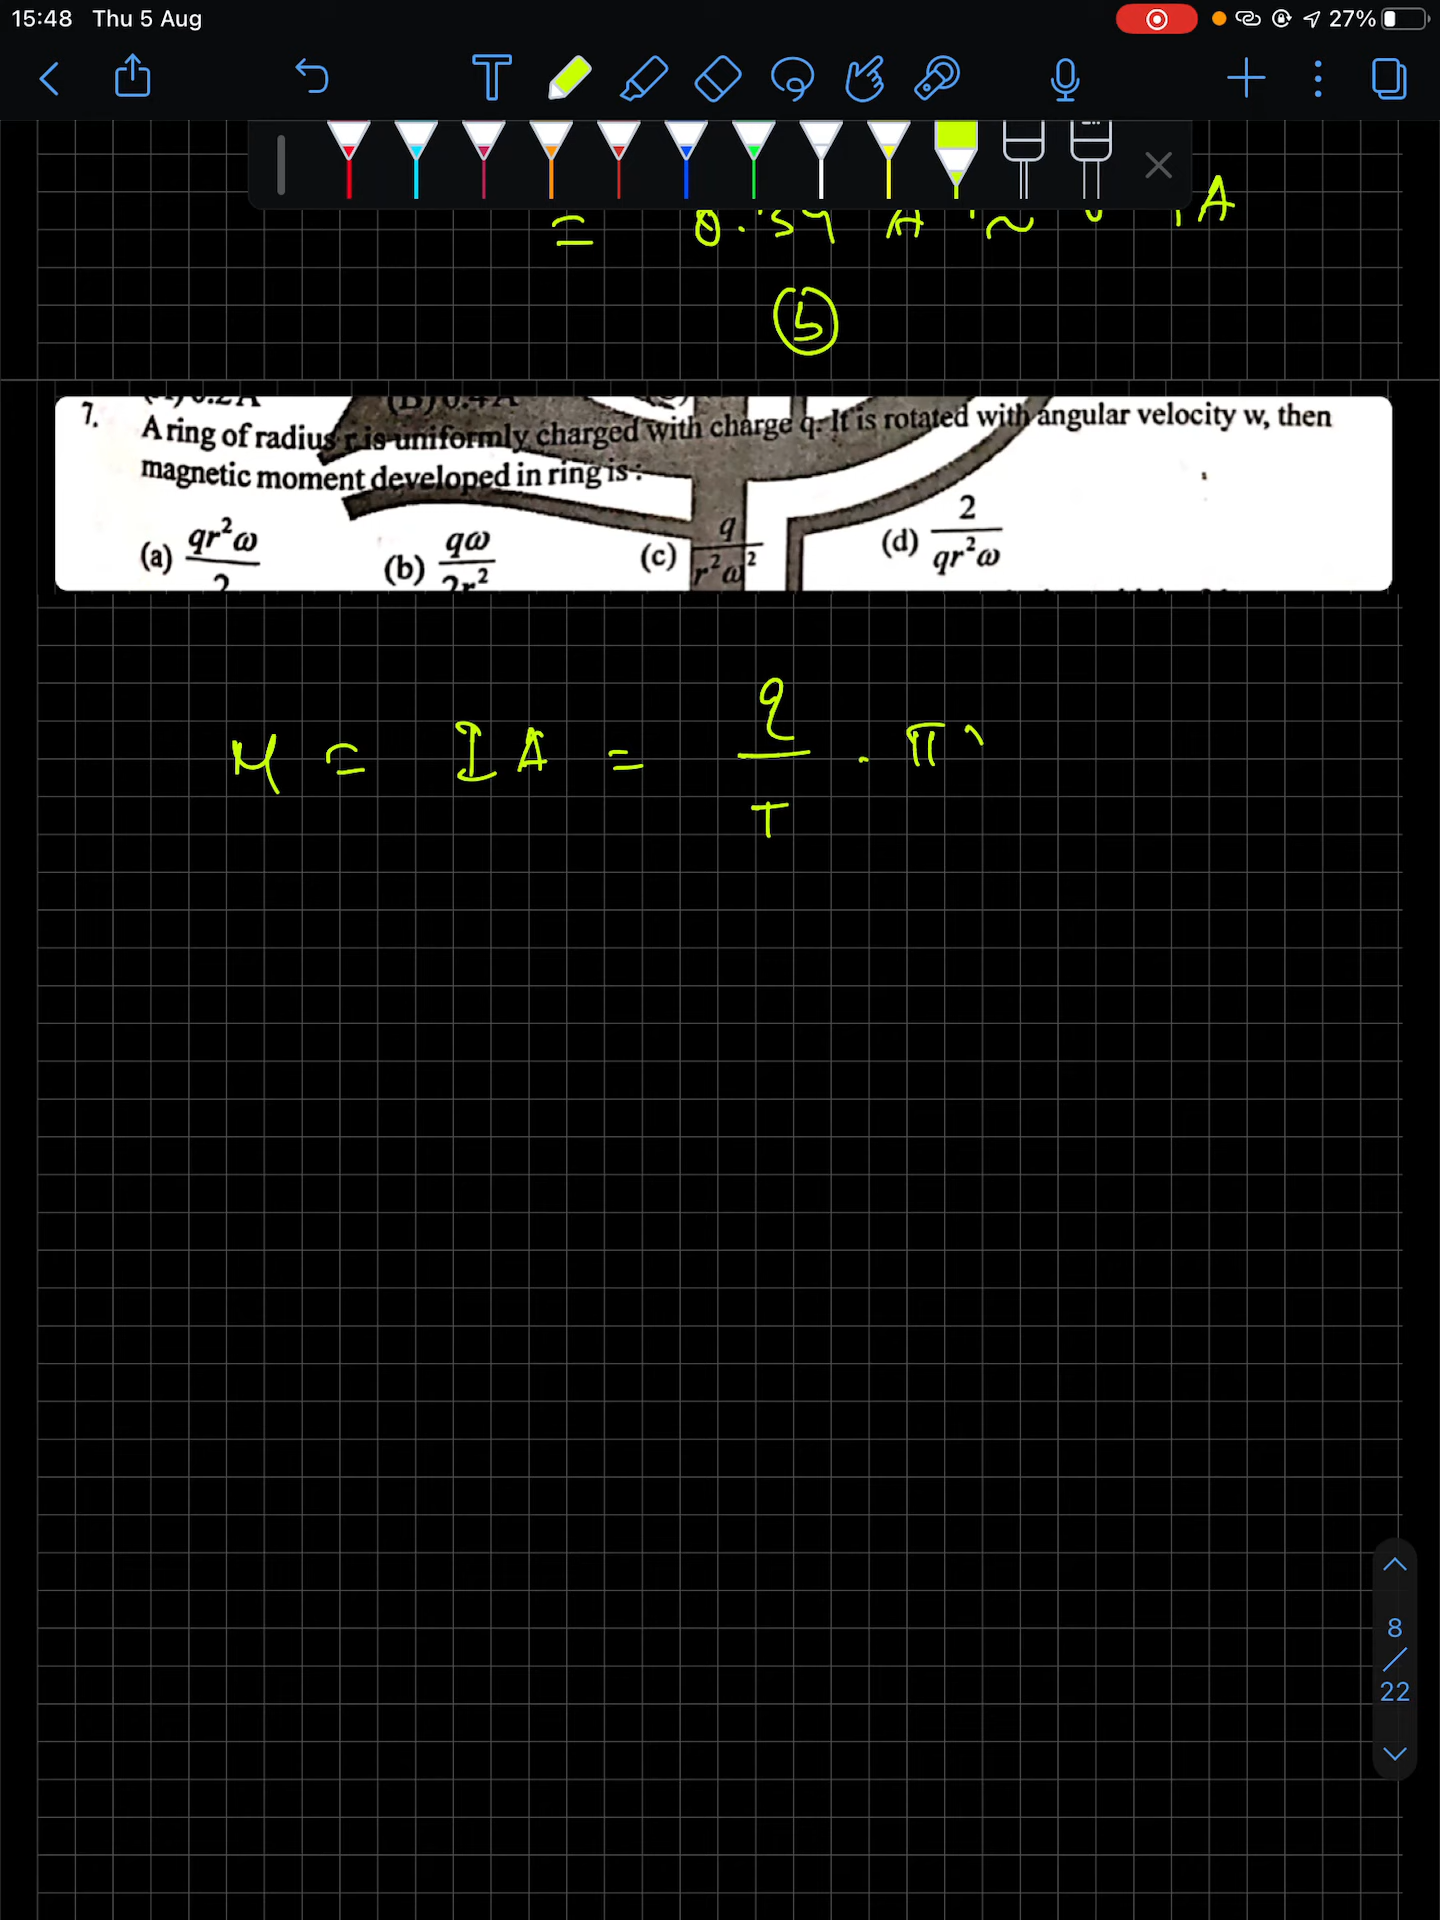 15:48 Thu 5 Aug 27%
T
= 0.34 A ~ A
b
7. A ring of radius r is uniformly charged with charge q. It is rotated with angular velocity w, then
magnetic moment developed in ring is :
(a) qr²ω/2 (b) qω/2r² (c) q/r²ω² (d) 2/qr²ω
M = IA = q/T . π
8
/
22